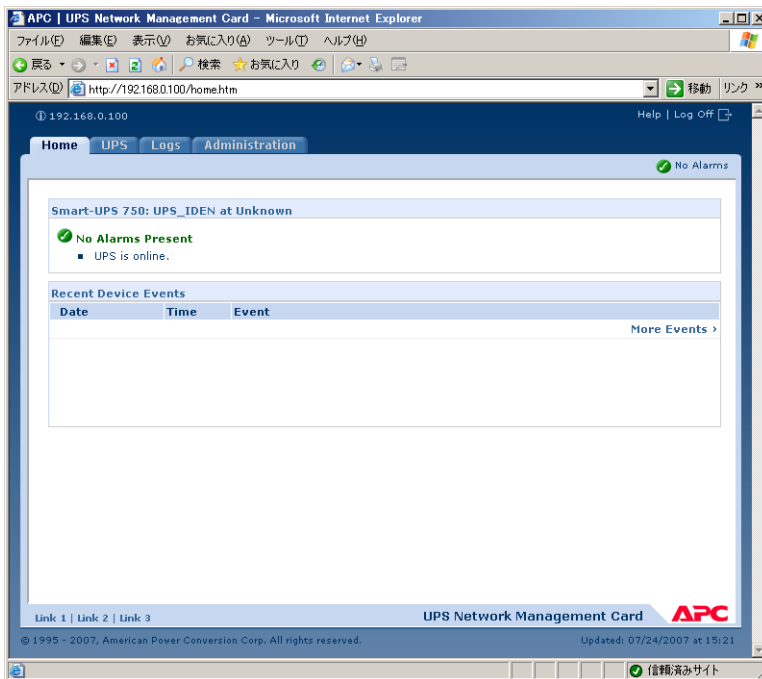 APC | UPS Network Management Card - Microsoft Internet Explorer
ファイル(F) 編集(E) 表示(V) お気に入り(A) ツール(T) ヘルプ(H)
戻る 検索 お気に入り
アドレス(D) http://192.168.0.100/home.htm 移動 リンク »
192.168.0.100 Help | Log Off
Home UPS Logs Administration
No Alarms
Smart-UPS 750: UPS_IDEN at Unknown
No Alarms Present
UPS is online.
Recent Device Events
Date Time Event
More Events ›
Link 1 | Link 2 | Link 3 UPS Network Management Card APC
© 1995 - 2007, American Power Conversion Corp. All rights reserved. Updated: 07/24/2007 at 15:21
信頼済みサイト